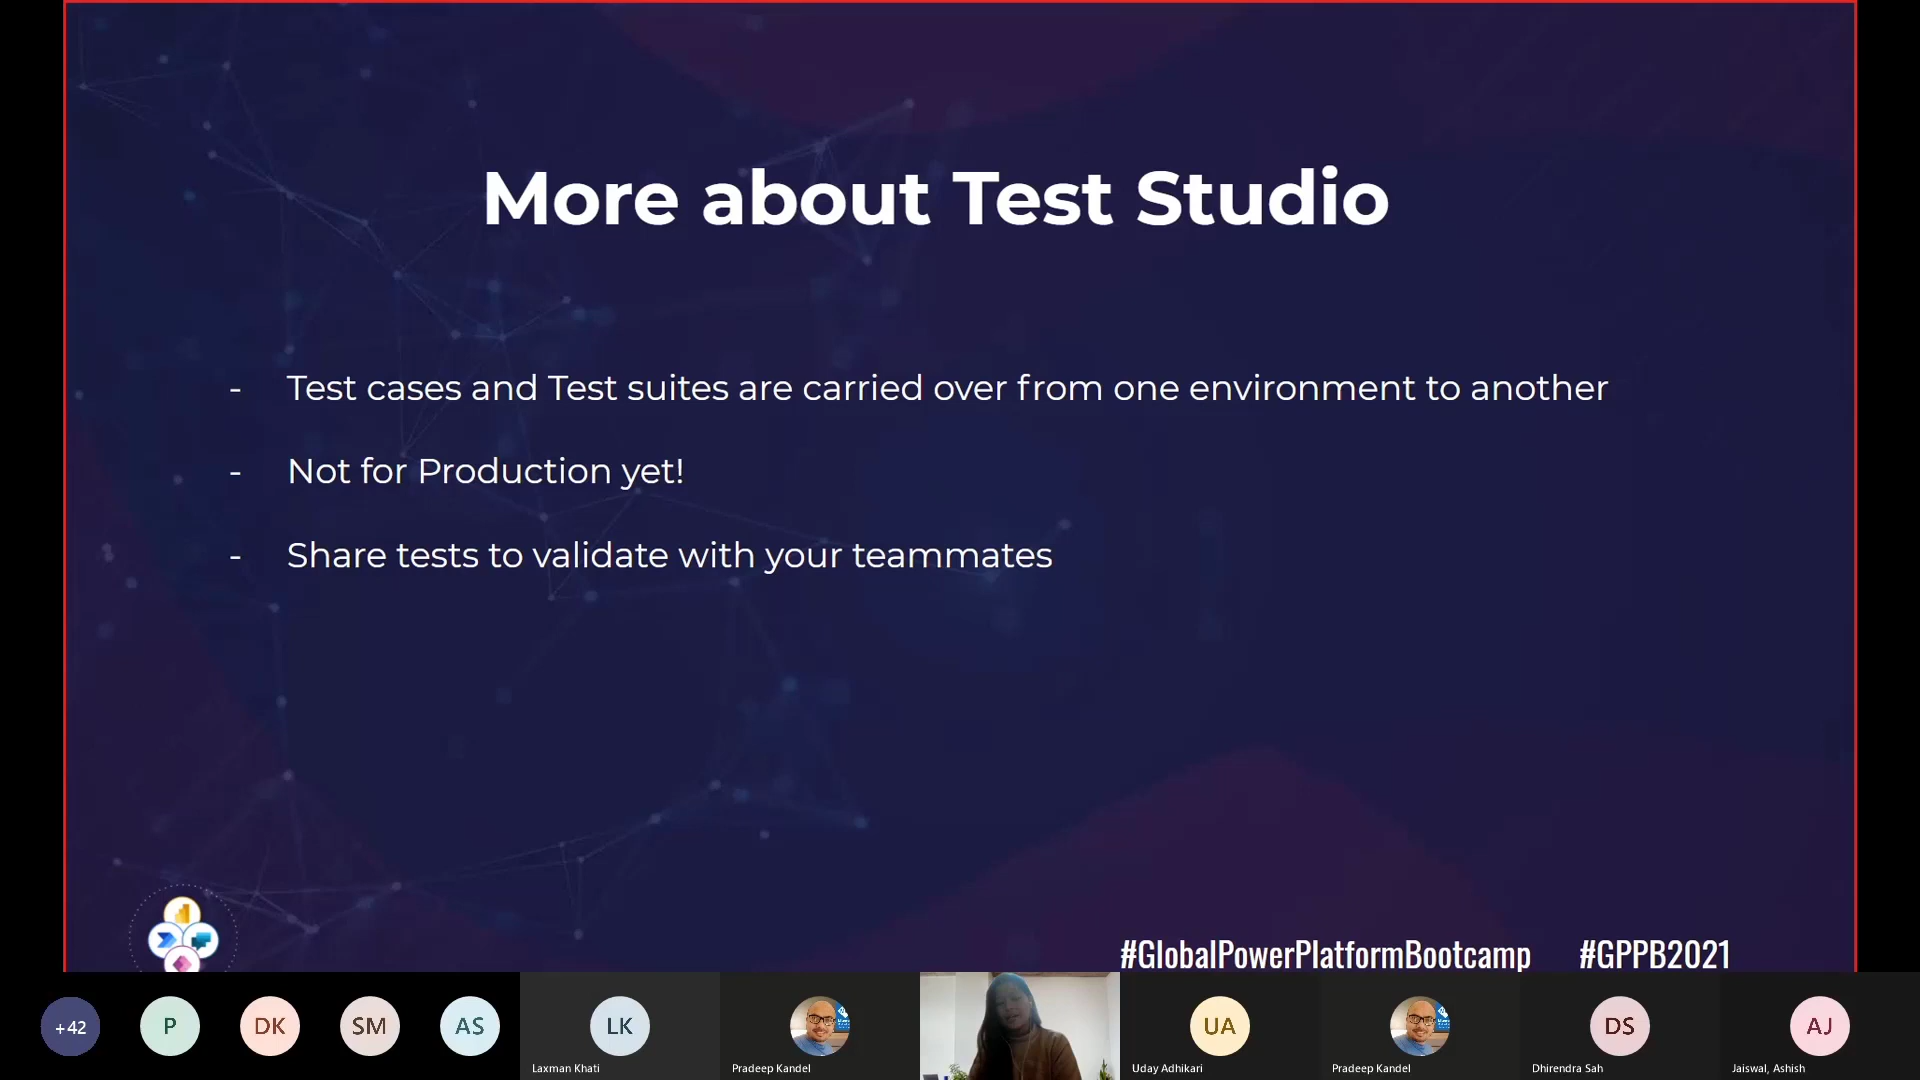 More about Test Studio
- Test cases and Test suites are carried over from one environment to another
- Not for Production yet!
- Share tests to validate with your teammates
#GlobalPowerPlatformBootcamp #GPPB2021
+42 P DK SM AS LK UA DS AJ
Laxman Khati Pradeep Kandel Uday Adhikari Pradeep Kandel Dhirendra Sah Jaiswal, Ashish